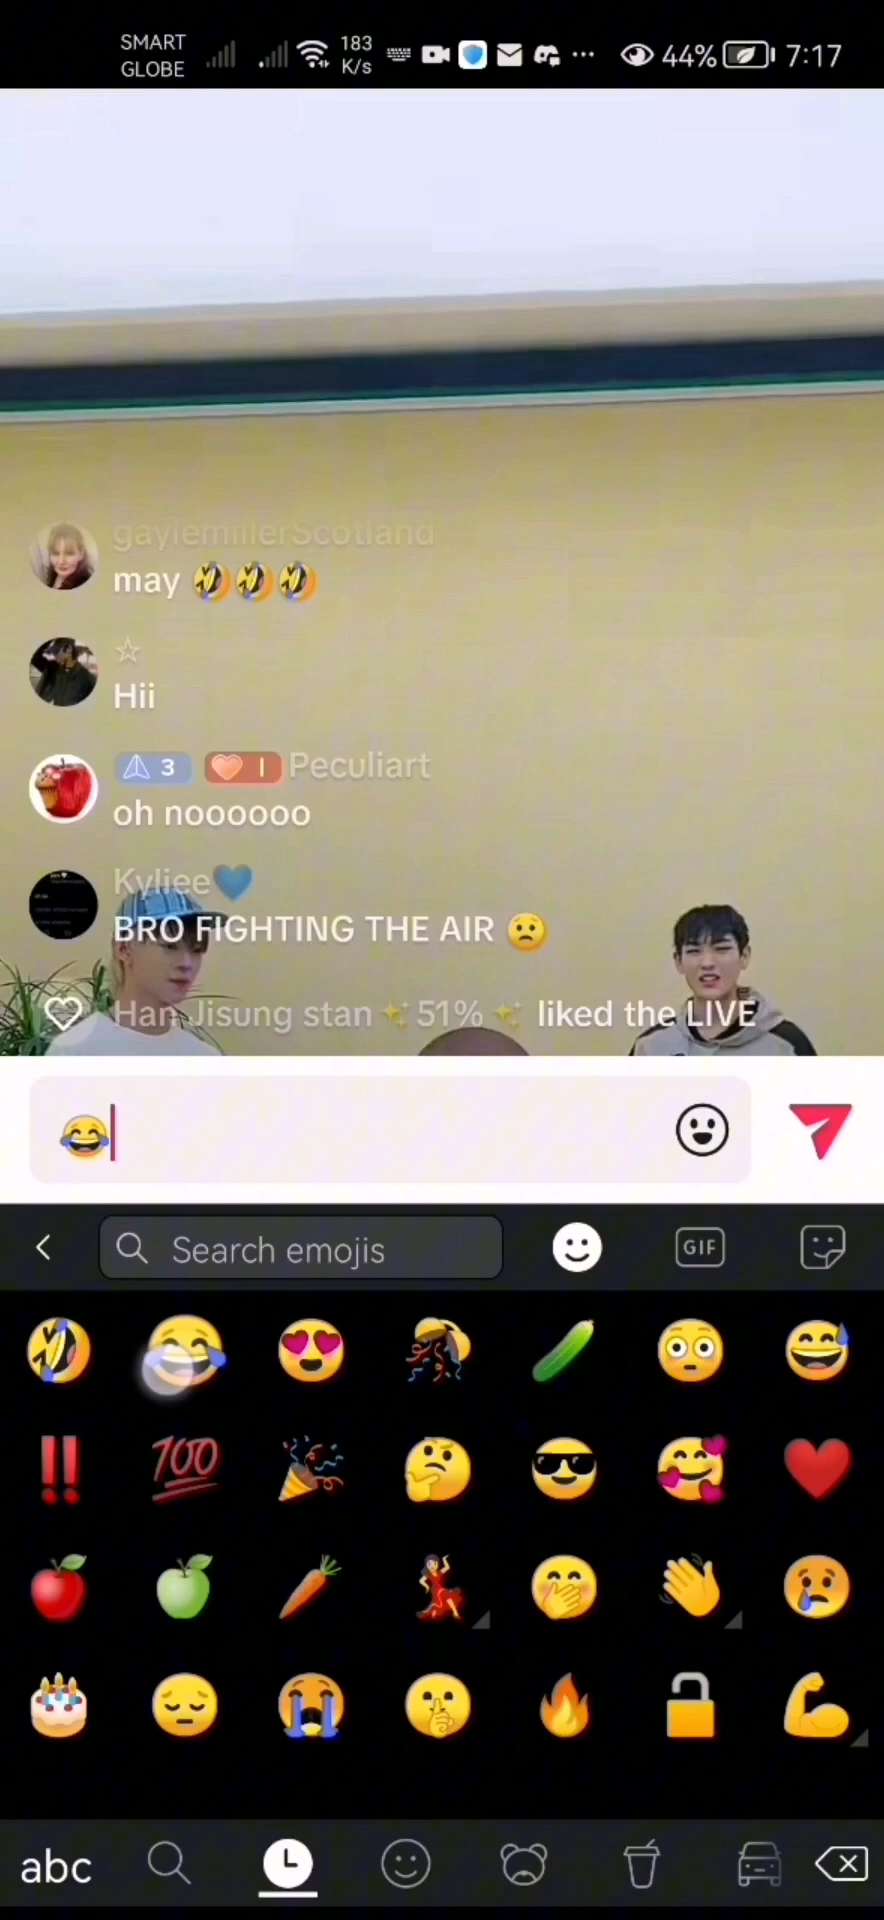 SMART
GLOBE
183
K/s
44%
7:17
gaylemillerScotland
may 🤣🤣🤣
☆
Hii
3 I Peculiart
oh noooooo
Kyliee💙
BRO FIGHTING THE AIR 😟
Han Jisung stan✨51%✨ liked the LIVE
😂
Search emojis
GIF
abc